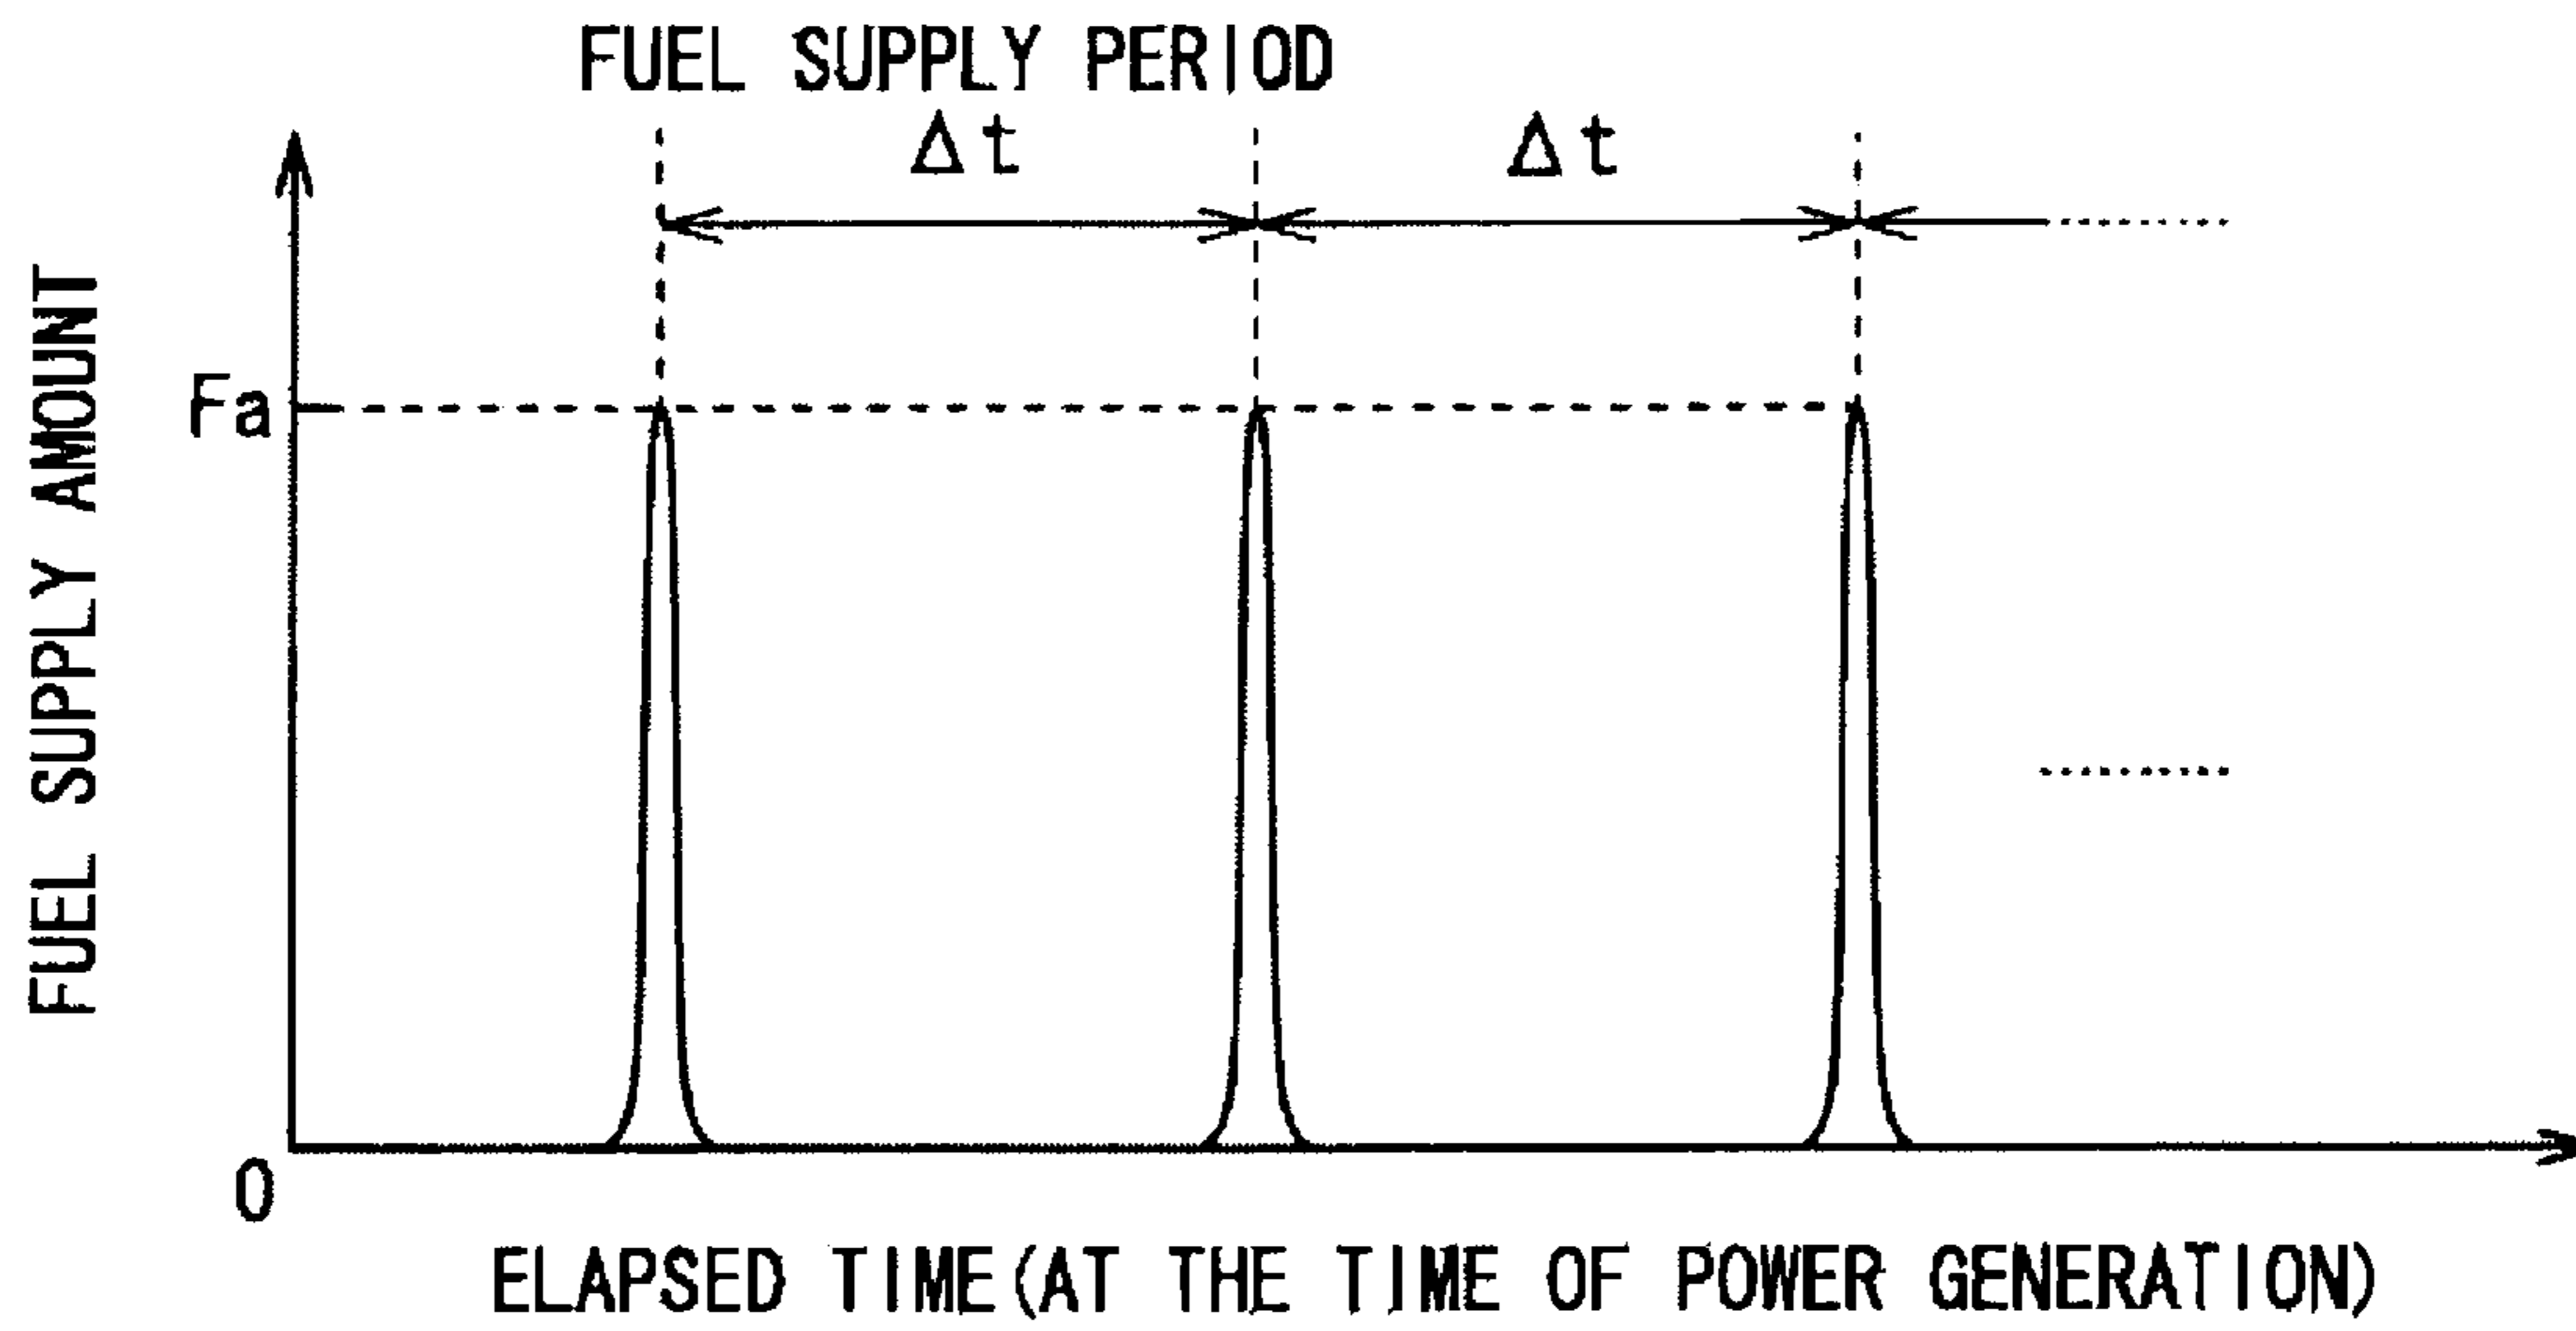 FUEL SUPPLY PERIOD
Δt Δt
FUEL SUPPLY AMOUNT
Fa
0
ELAPSED TIME(AT THE TIME OF POWER GENERATION)